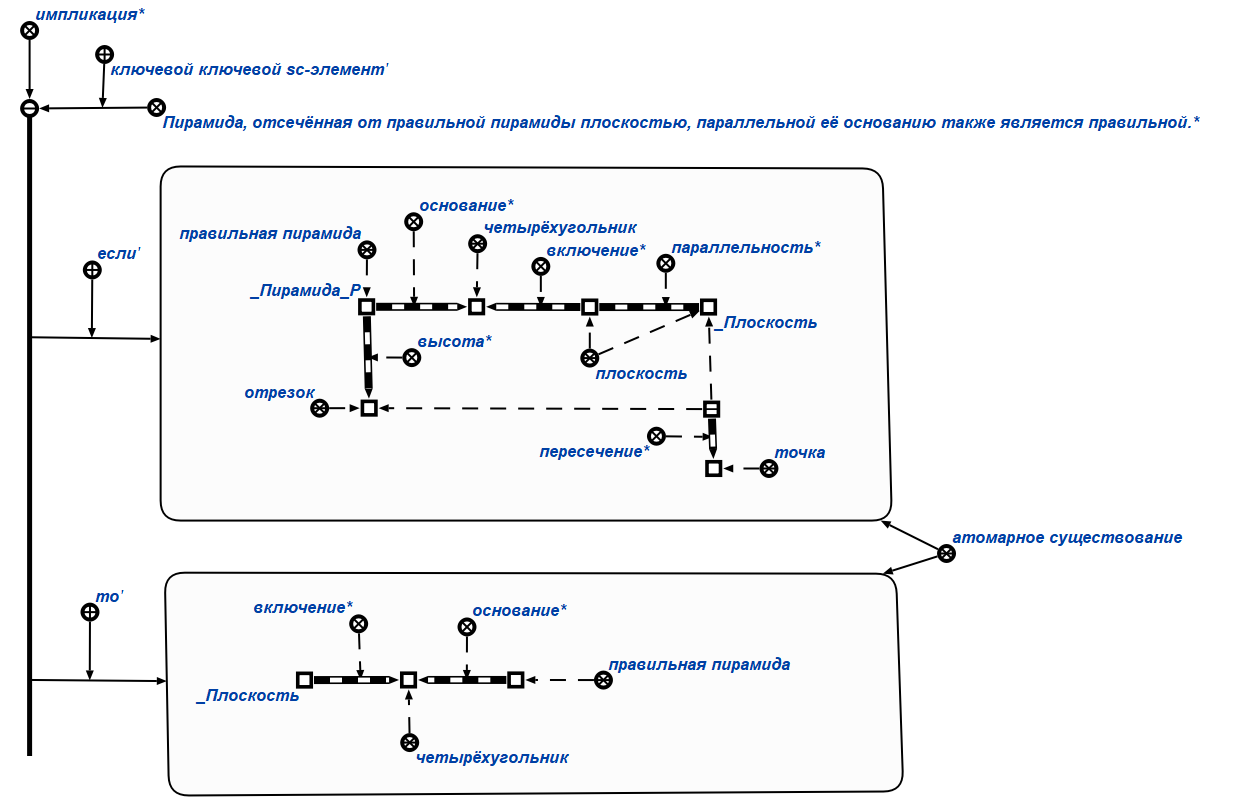 импликация*
ключевой ключевой sc-элемент'
Пирамида, отсечённая от правильной пирамиды плоскостью, параллельной её основанию также является правильной.*
основание*
четырёхугольник
правильная пирамида
включение*
параллельность*
если'
_Пирамида_P
_Плоскость
высота*
плоскость
отрезок
пересечение*
точка
атомарное существование
то'
включение*
основание*
правильная пирамида
_Плоскость
четырёхугольник